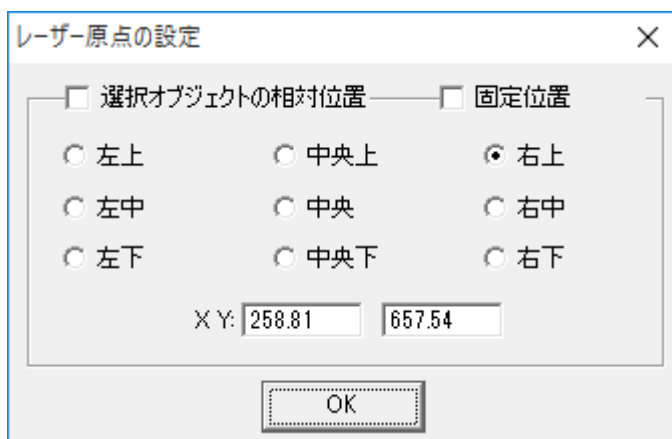 レーザー原点の設定
選択オブジェクトの相対位置 固定位置
左上 中央上 右上
左中 中央 右中
左下 中央下 右下
X Y: 258.81 657.54
OK